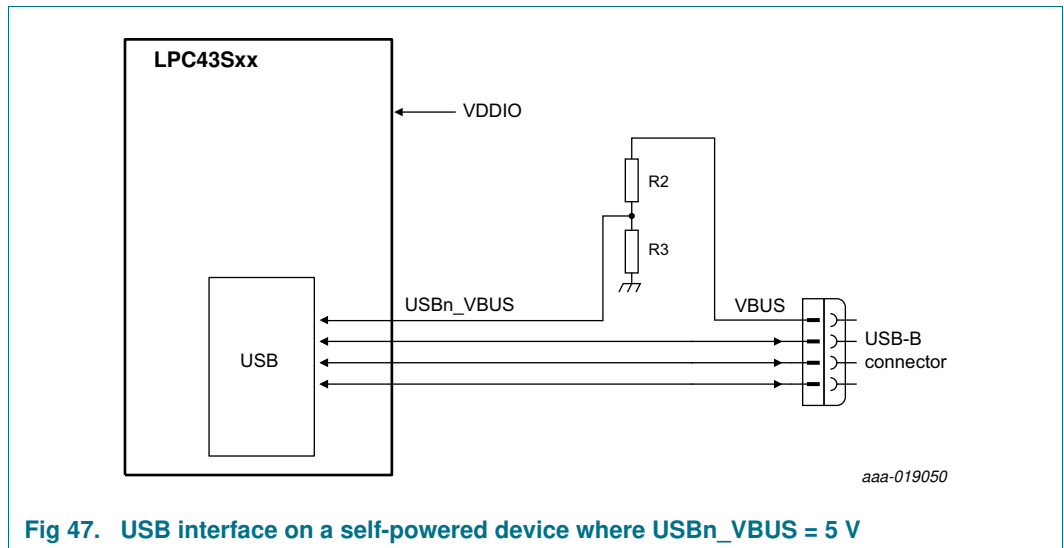 LPC43Sxx
VDDIO
R2
R3
USBn_VBUS
VBUS
USB
USB-B
connector
aaa-019050
Fig 47. USB interface on a self-powered device where USBn_VBUS = 5 V